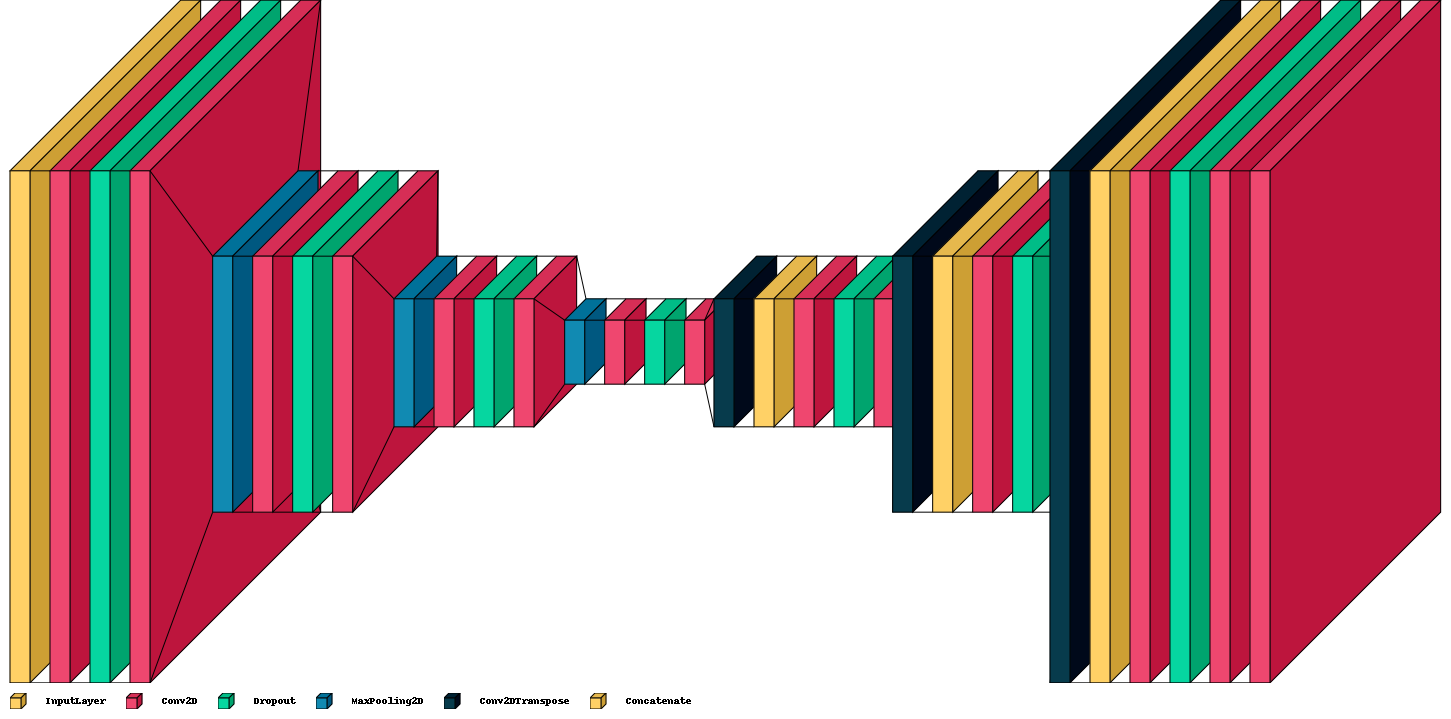 InputLayer Conv2D Dropout MaxPooling2D Conv2DTranspose Concatenate